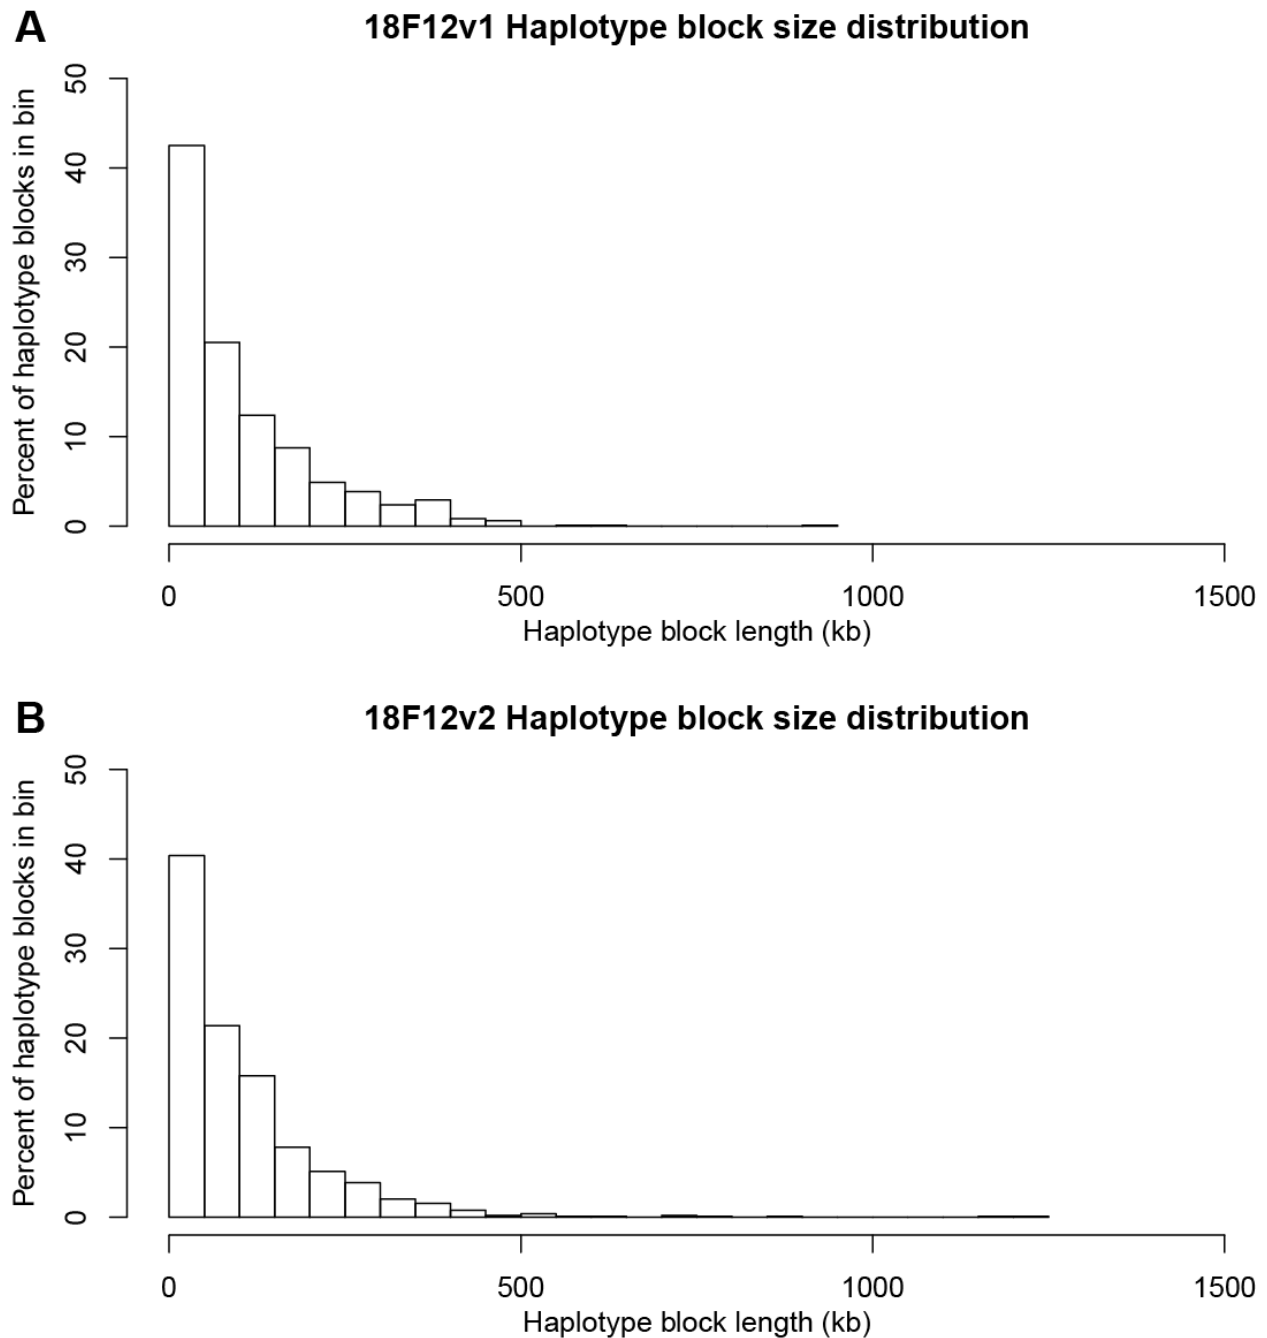 A
18F12v1 Haplotype block size distribution
Percent of haplotype blocks in bin
50
40
30
20
10
0
0 500 1000 1500
Haplotype block length (kb)
B
18F12v2 Haplotype block size distribution
Percent of haplotype blocks in bin
50
40
30
20
10
0
0 500 1000 1500
Haplotype block length (kb)